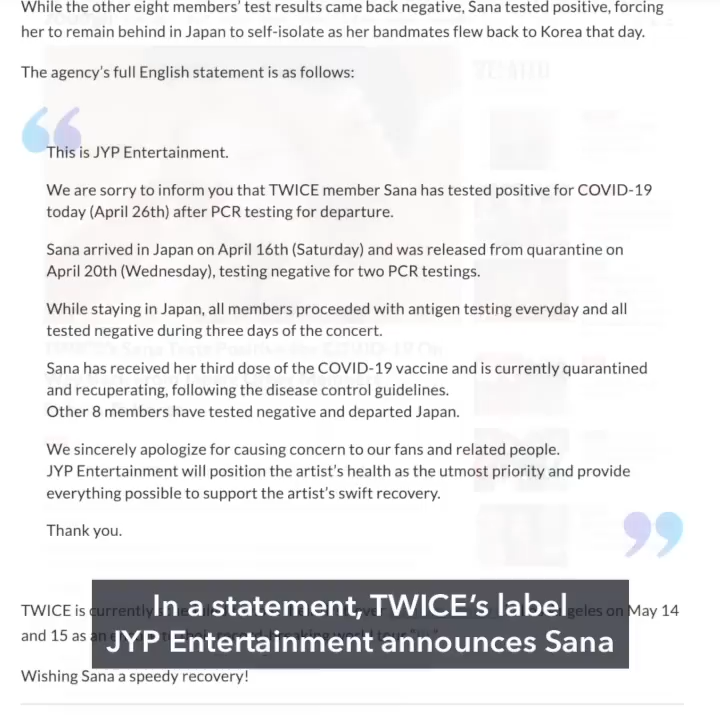 While the other eight members' test results came back negative, Sana tested positive, forcing
her to remain behind in Japan to self-isolate as her bandmates flew back to Korea that day.
RELATED
The agency's full English statement is as follows:
This is JYP Entertainment.
We are sorry to inform you that TWICE member Sana has tested positive for COVID-19
today (April 26th) after PCR testing for departure.
Sana arrived in Japan on April 16th (Saturday) and was released from quarantine on
April 20th (Wednesday), testing negative for two PCR testings.
While staying in Japan, all members proceeded with antigen testing everyday and all
tested negative during three days of the concert.
Sana has received her third dose of the COVID-19 vaccine and is currently quarantined
and recuperating, following the disease control guidelines.
Other 8 members have tested negative and departed Japan.
We sincerely apologize for causing concern to our fans and related people.
JYP Entertainment will position the artist's health as the utmost priority and provide
everything possible to support the artist's swift recovery.
Thank you.
TWICE is currently on May 14
and 15 as
In a statement, TWICE's label
JYP Entertainment announces Sana
Wishing Sana a speedy recovery!